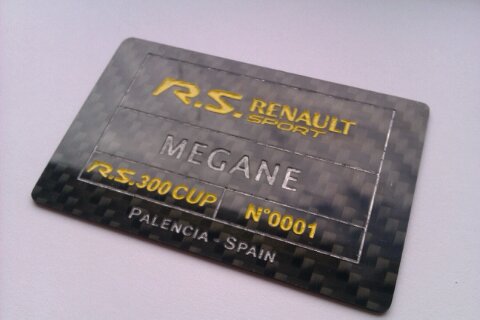 R.S. RENAULT
SPORT
MEGANE
R.S. 300 CUP N°0001
PALENCIA - SPAIN